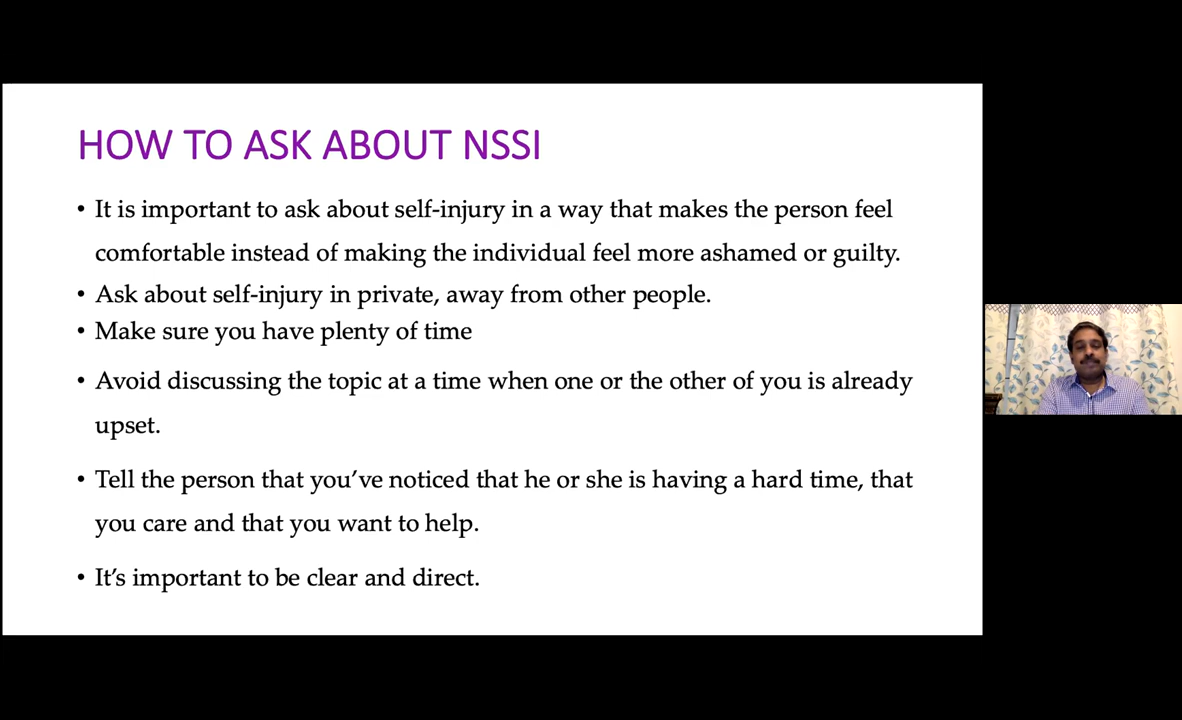 HOW TO ASK ABOUT NSSI
• It is important to ask about self-injury in a way that makes the person feel
comfortable instead of making the individual feel more ashamed or guilty.
• Ask about self-injury in private, away from other people.
• Make sure you have plenty of time
• Avoid discussing the topic at a time when one or the other of you is already
upset.
• Tell the person that you’ve noticed that he or she is having a hard time, that
you care and that you want to help.
• It’s important to be clear and direct.